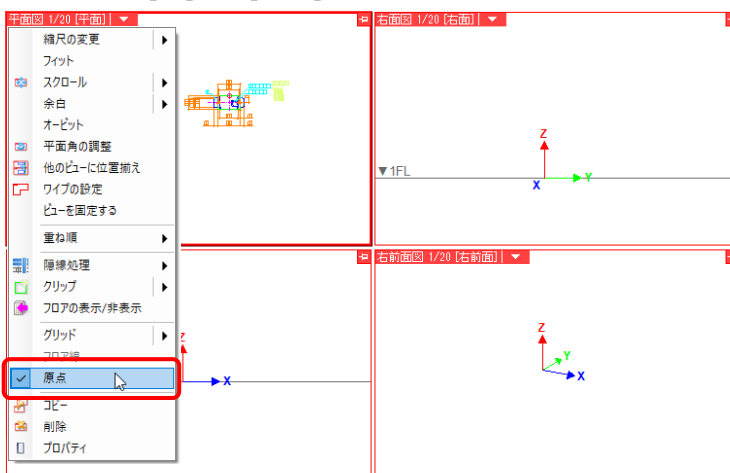 平面図 1/20 [平面]
右面図 1/20 [右面]
縮尺の変更
フィット
スクロール
余白
オービット
平面角の調整
他のビューに位置揃え
ワイプの設定
ビューを固定する
重ね順
隠線処理
クリップ
フロアの表示/非表示
グリッド
フロア線
原点
コピー
削除
プロパティ
Z
▼1FL
Y
X
右前面図 1/20 [右前面]
Z
X
Z
Y
X